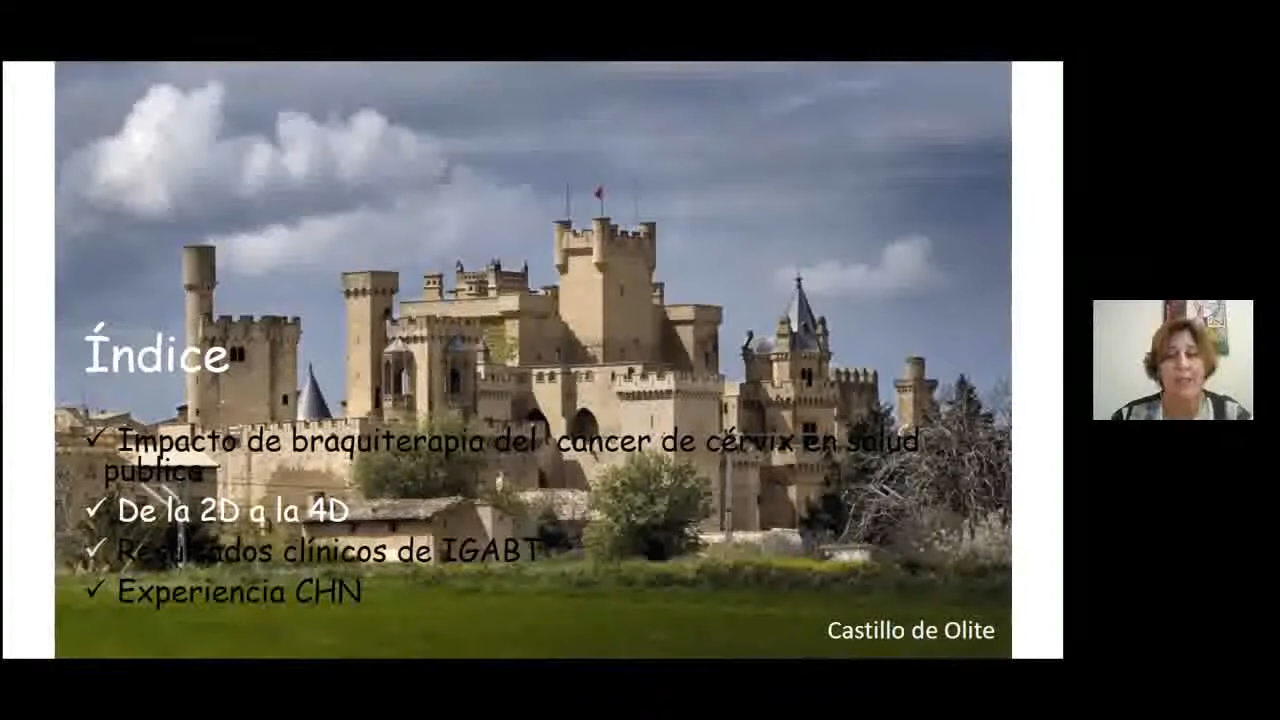 Índice
✓ Impacto de braquiterapia del cancer de cérvix en salud
publica
✓ De la 2D a la 4D
✓ Resultados clínicos de IGABT
✓ Experiencia CHN
Castillo de Olite